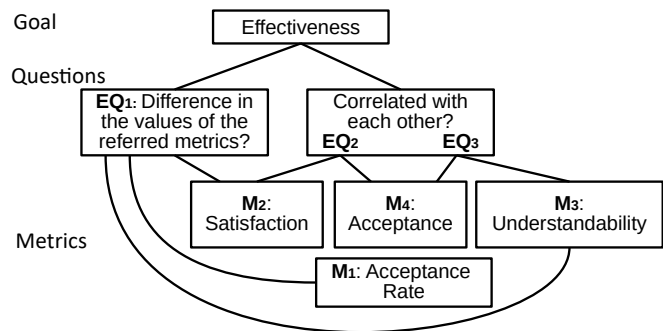 Goal
Effectiveness
Questions
EQ1: Difference in
the values of the
referred metrics?
Correlated with
each other?
EQ2 EQ3
Metrics
M2:
Satisfaction
M4:
Acceptance
M3:
Understandability
M1: Acceptance
Rate